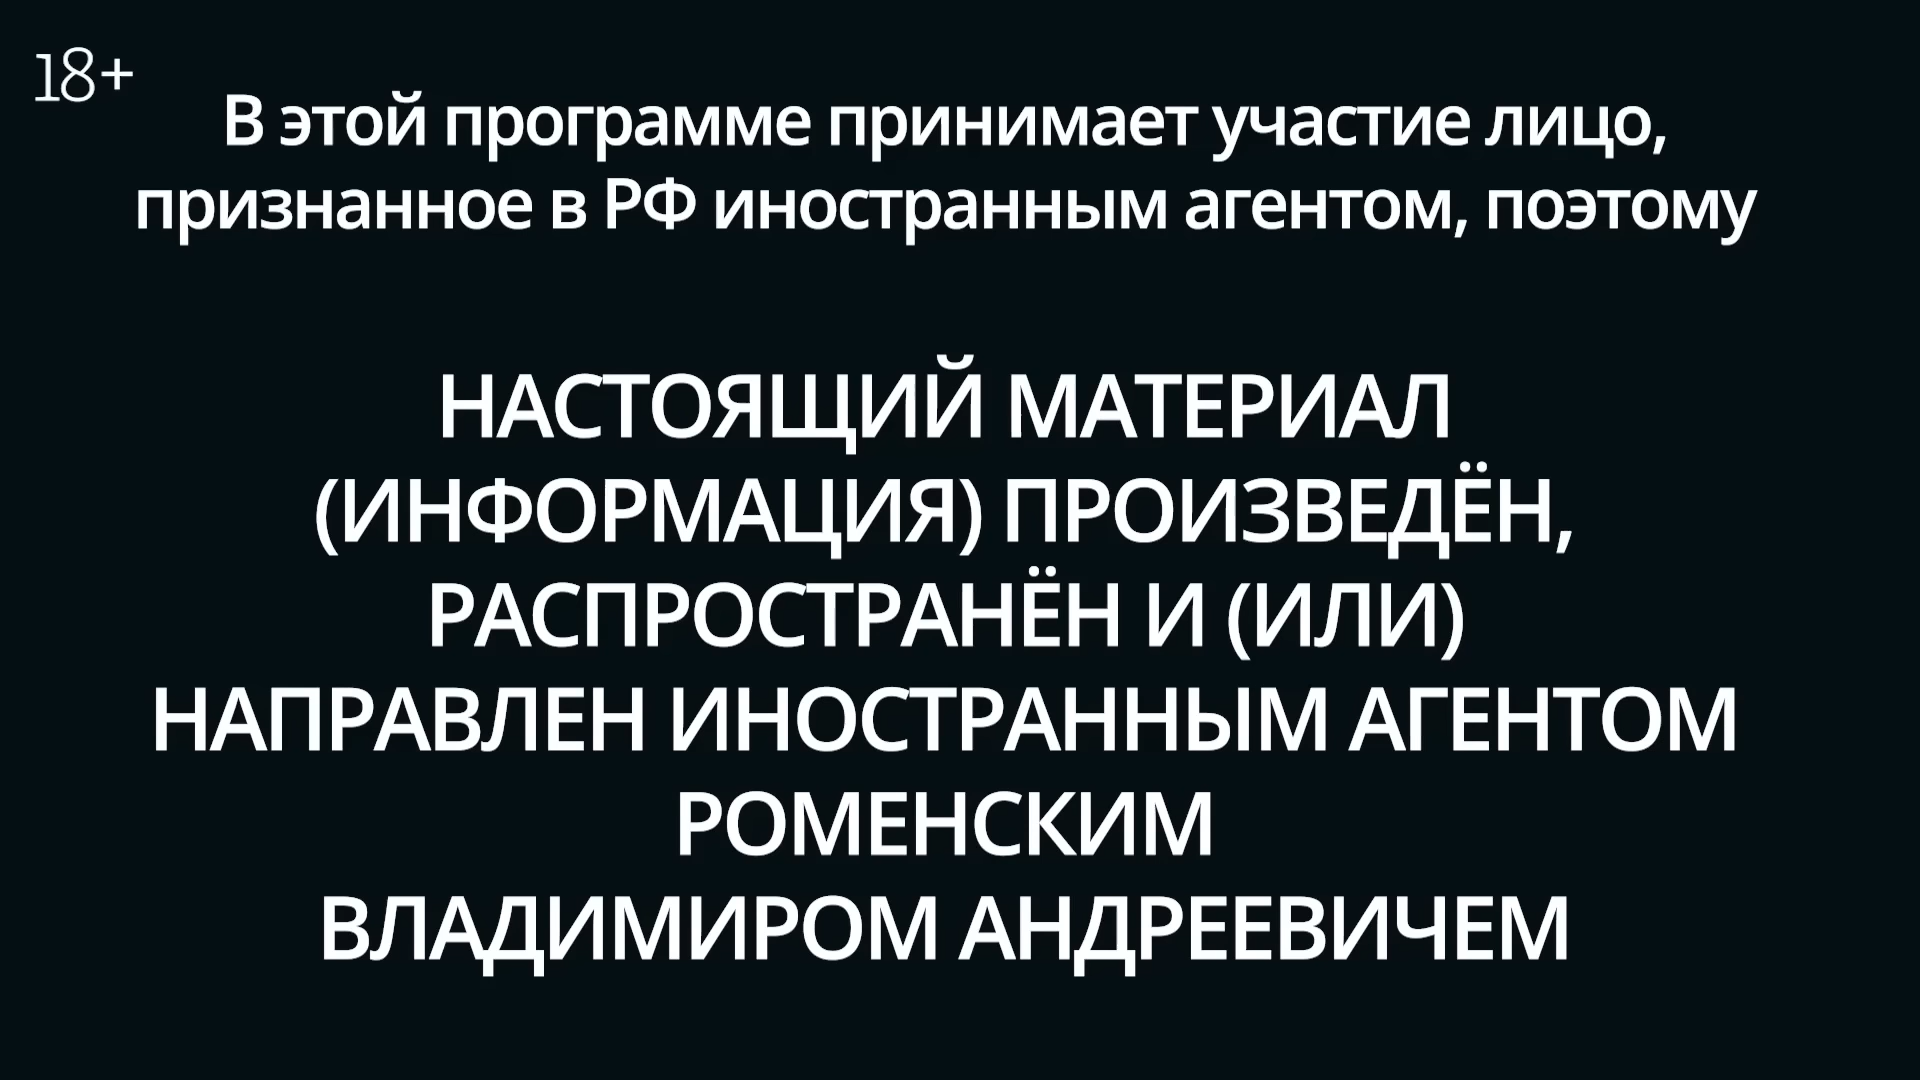 18+
В этой программе принимает участие лицо,
признанное в РФ иностранным агентом, поэтому
НАСТОЯЩИЙ МАТЕРИАЛ
(ИНФОРМАЦИЯ) ПРОИЗВЕДЁН,
РАСПРОСТРАНЁН И (ИЛИ)
НАПРАВЛЕН ИНОСТРАННЫМ АГЕНТОМ
РОМЕНСКИМ
ВЛАДИМИРОМ АНДРЕЕВИЧЕМ